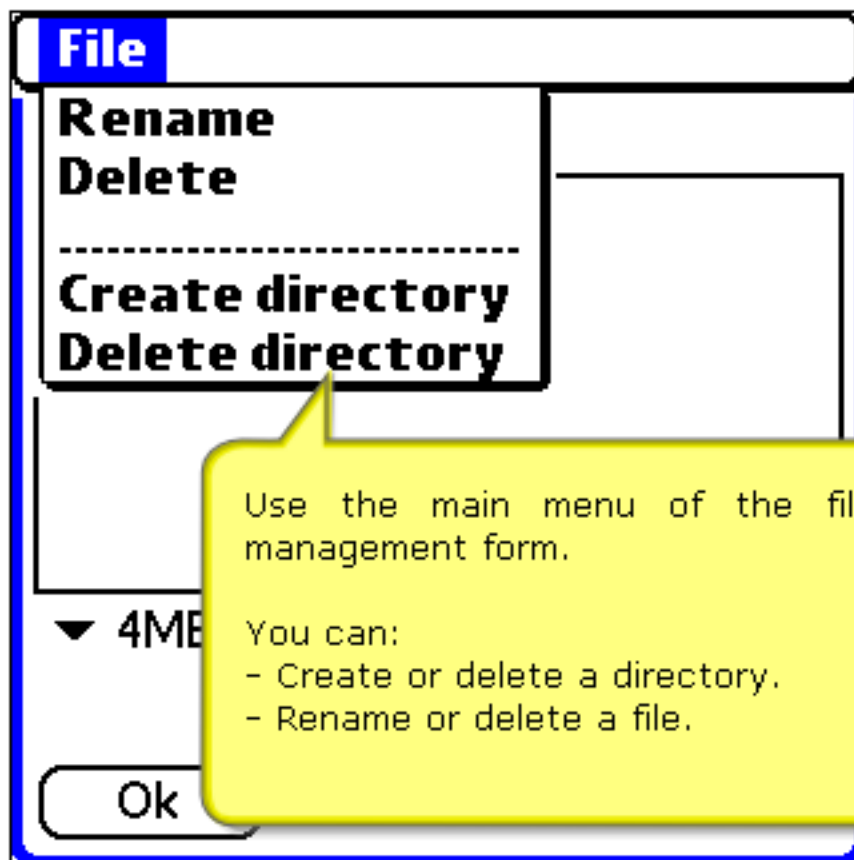 File
Rename
Delete
----------------------------
Create directory
Delete directory
Use the main menu of the fil
management form.
You can:
- Create or delete a directory.
- Rename or delete a file.
4MB
Ok